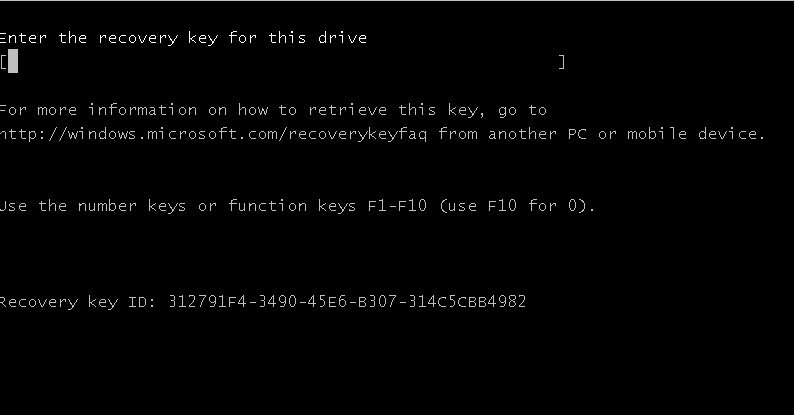 Enter the recovery key for this drive
[ ]
For more information on how to retrieve this key, go to
http://windows.microsoft.com/recoverykeyfaq from another PC or mobile device.
Use the number keys or function keys F1-F10 (use F10 for 0).
Recovery key ID: 312791F4-3490-45E6-B307-314C5CBB4982